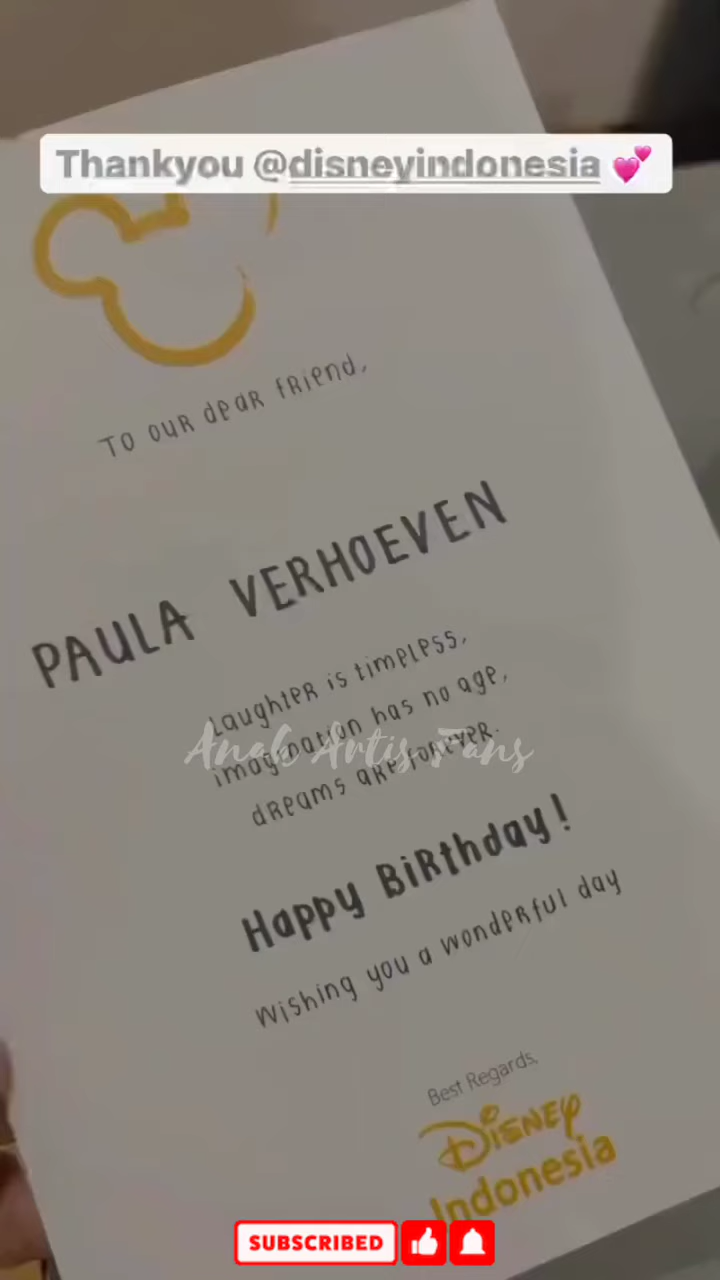 Thankyou @disneyindonesia 💕
To our dear friend,
PAULA VERHOEVEN
Laughter is timeless,
imagination has no age,
dreams are forever.
Anak Artis Fans
Happy Birthday!
Wishing you a wonderful day
Best Regards,
Disney
Indonesia
SUBSCRIBED